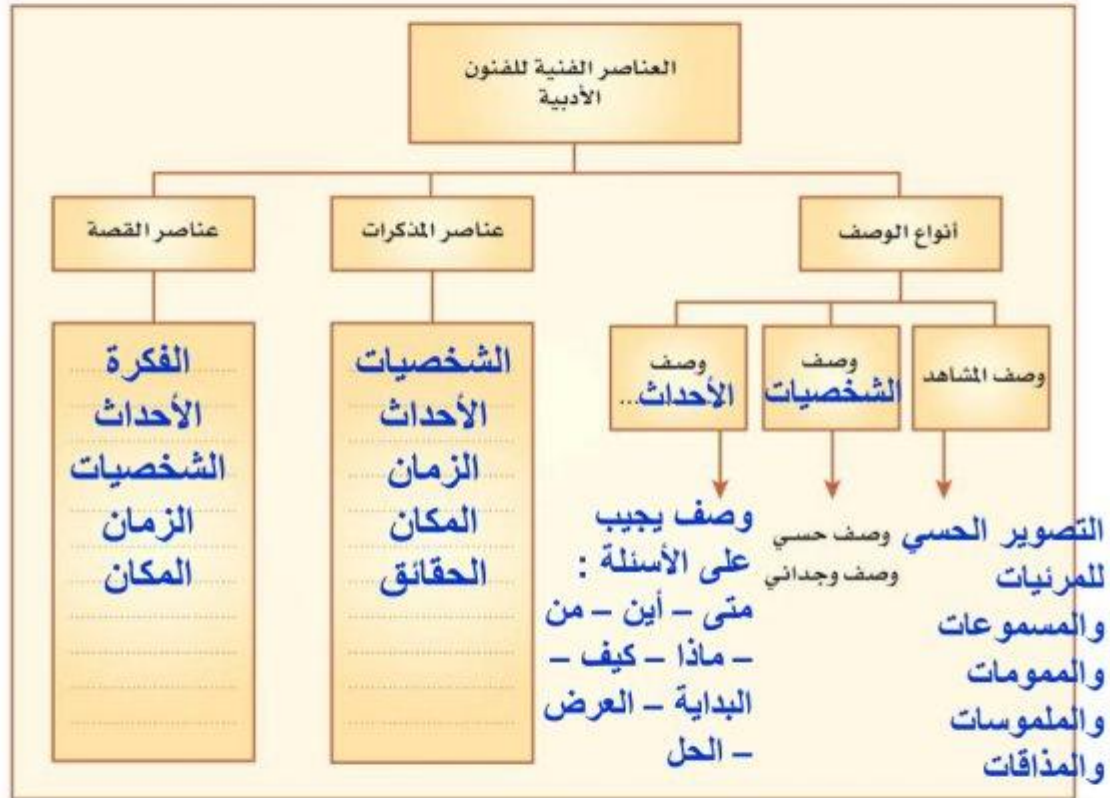 العناصر الفنية للفنون
الأدبية
أنواع الوصف
عناصر المذكرات
عناصر القصة
وصف المشاهد
وصف
الشخصيات
وصف
الأحداث...
التصوير الحسي
للمرئيات
والمسموعات
والممومات
والملموسات
والمذاقات
وصف حسي
وصف وجداني
وصف يجيب
على الأسئلة :
متى – أين – من
– ماذا – كيف –
البداية – العرض
– الحل
الشخصيات
الأحداث
الزمان
المكان
الحقائق
الفكرة
الأحداث
الشخصيات
الزمان
المكان